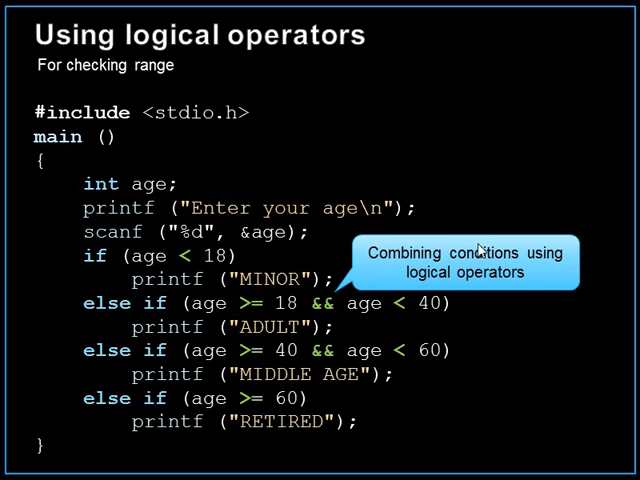 Using logical operators
For checking range
#include <stdio.h>
main ()
{
int age;
printf ("Enter your age\n");
scanf ("%d", &age);
if (age < 18)
Combining conditions using
logical operators
printf ("MINOR");
else if (age >= 18 && age < 40)
printf ("ADULT");
else if (age >= 40 && age < 60)
printf ("MIDDLE AGE");
else if (age >= 60)
printf ("RETIRED");
}